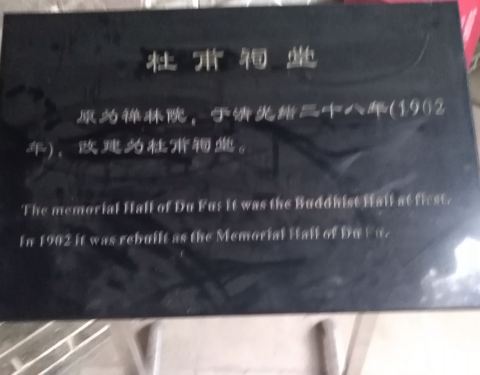 杜甫祠堂
原为禅林院，于清光绪二十八年(1902
年)，改建为杜甫祠堂。
The memorial Hall of Du Fu: It was the Buddhist Hall at first.
In 1902 it was rebuilt as the Memorial Hall of Du Fu.